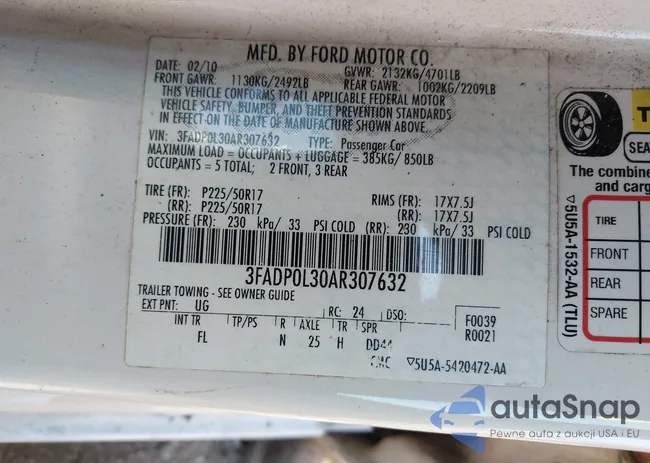 MFD. BY FORD MOTOR CO.
DATE: 02/10 GVWR: 2132KG/4701LB
FRONT GAWR: 1130KG/2492LB REAR GAWR: 1002KG/2209LB
THIS VEHICLE CONFORMS TO ALL APPLICABLE FEDERAL MOTOR
VEHICLE SAFETY, BUMPER, AND THEFT PREVENTION STANDARDS
IN EFFECT ON THE DATE OF MANUFACTURE SHOWN ABOVE.
VIN: 3FADP0L30AR307632 TYPE: Passenger Car
MAXIMUM LOAD = OCCUPANTS + LUGGAGE = 385KG/ 850LB
OCCUPANTS = 5 TOTAL; 2 FRONT, 3 REAR
TIRE (FR): P225/50R17 RIMS (FR): 17X7.5J
(RR): P225/50R17 (RR): 17X7.5J
PRESSURE (FR): 230 kPa/ 33 PSI COLD (RR): 230 kPa/ 33 PSI COLD
3FADP0L30AR307632
TRAILER TOWING - SEE OWNER GUIDE
EXT PNT: UG RC: 24 DSO: F0039
INT TR TP/PS R AXLE TR SPR R0021
FL N 25 H DD44
CMC ▽5U5A-5420472-AA
▽5U5A-1532-AA (TLU)
SEA
The combine
and carg
TIRE
FRONT
REAR
SPARE
autoSnap
Pewne auta z aukcji USA i EU